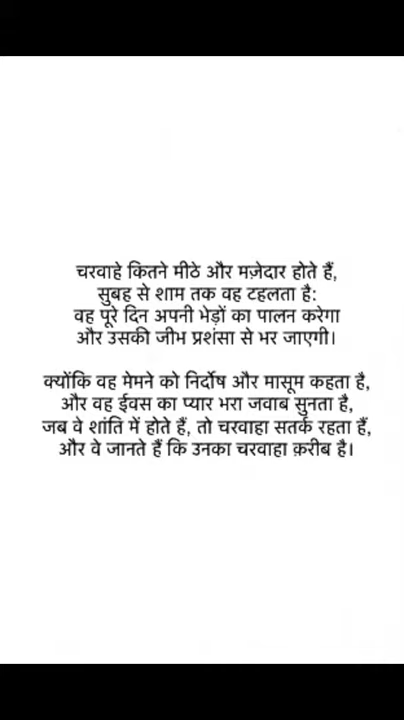 चरवाहे कितने मीठे और मज़ेदार होते हैं,
सुबह से शाम तक वह टहलता है:
वह पूरे दिन अपनी भेड़ों का पालन करेगा
और उसकी जीभ प्रशंसा से भर जाएगी।
क्योंकि वह मेमने को निर्दोष और मासूम कहता है,
और वह ईवस का प्यार भरा जवाब सुनता है,
जब वे शांति में होते हैं, तो चरवाहा सतर्क रहता हैं,
और वे जानते हैं कि उनका चरवाहा क़रीब है।